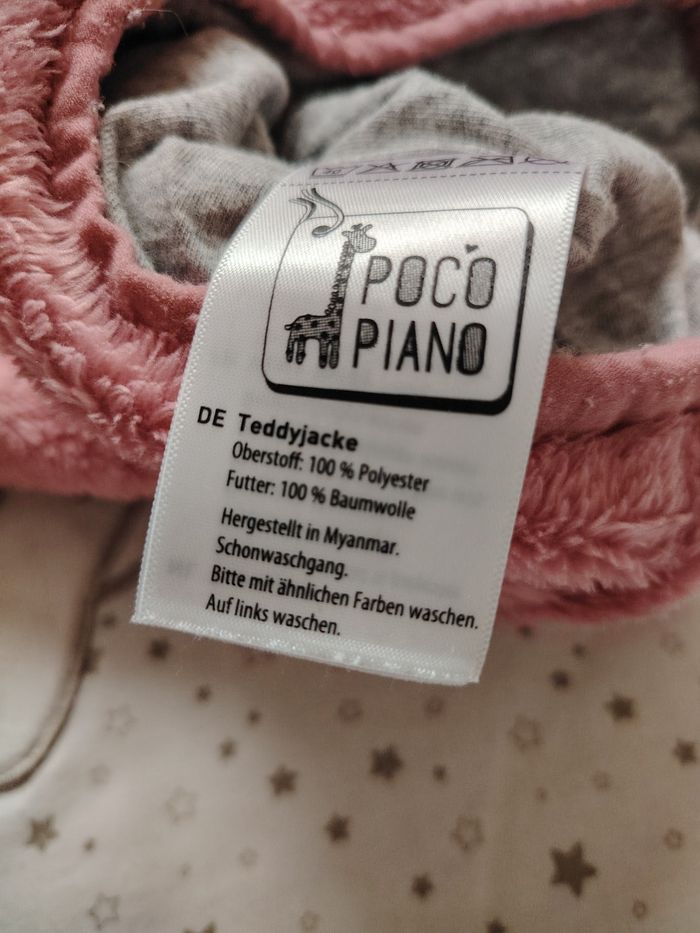 POCO
PIANO
DE Teddyjacke
Oberstoff: 100 % Polyester
Futter: 100 % Baumwolle
Hergestellt in Myanmar.
Schonwaschgang.
Bitte mit ähnlichen Farben waschen.
Auf links waschen.